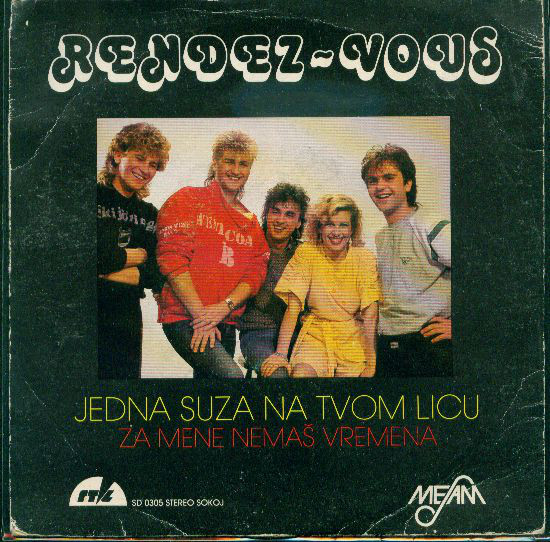 RENDEZ-VOUS
JEDNA SUZA NA TVOM LICU
ZA MENE NEMAŠ VREMENA
SD 0305 STEREO SOKOJ
MESAM